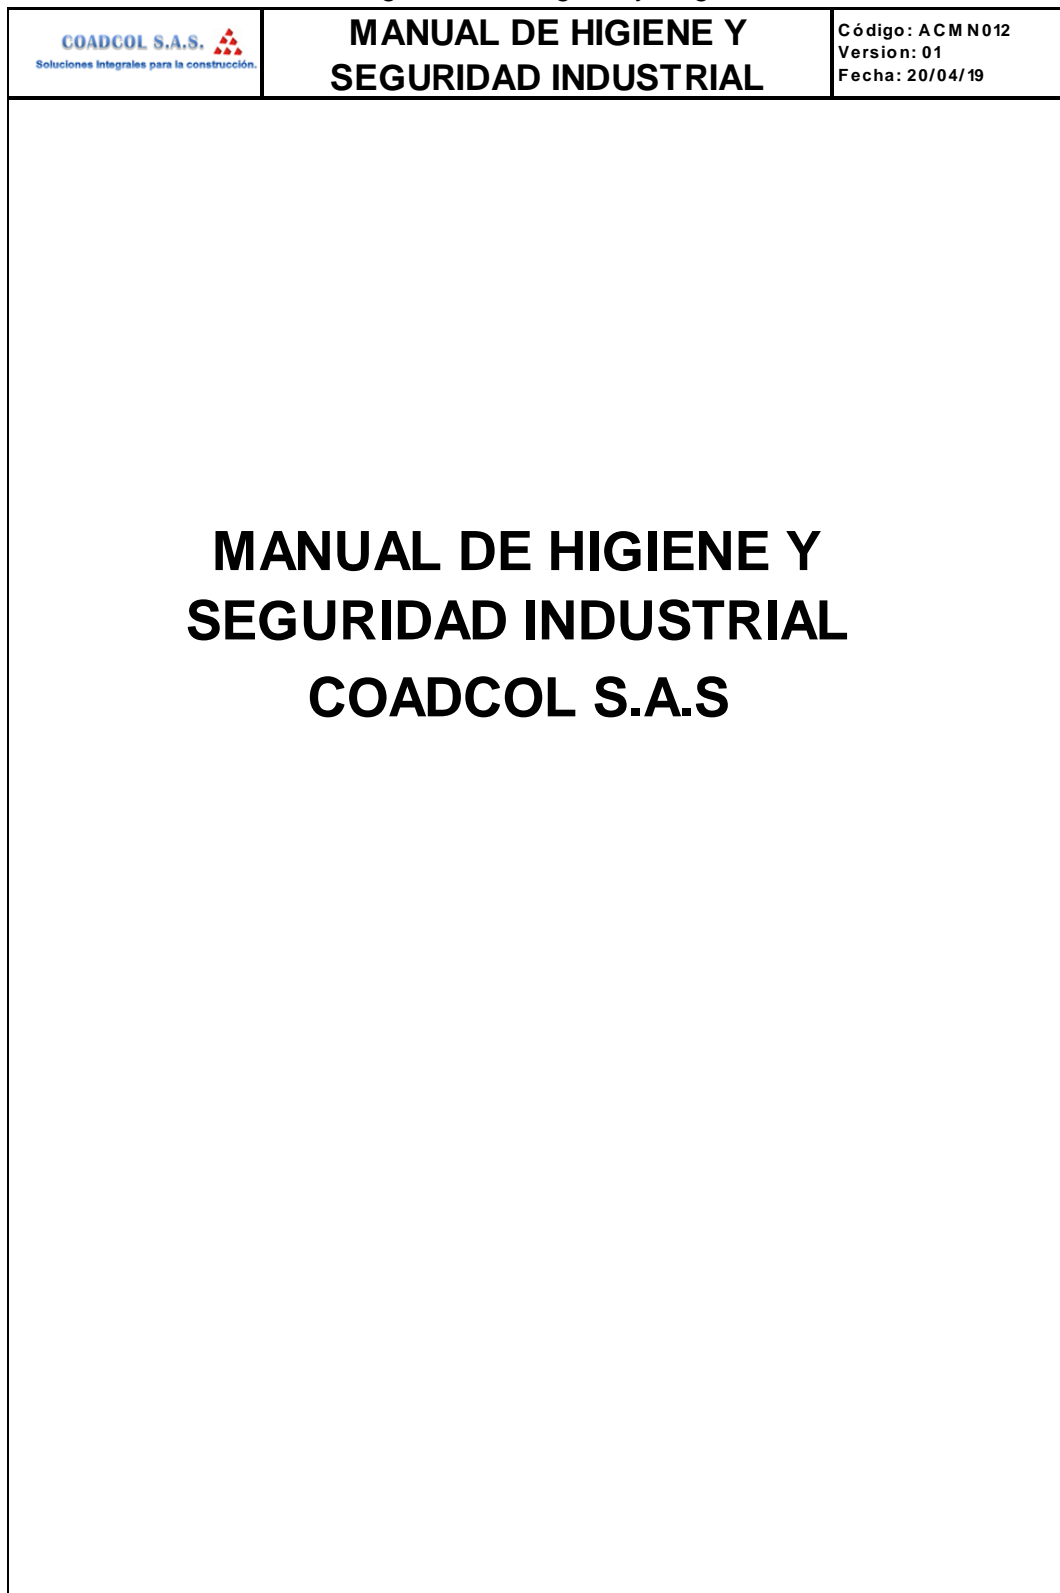 COADCOL S.A.S.
Soluciones Integrales para la construcción.
MANUAL DE HIGIENE Y
SEGURIDAD INDUSTRIAL
Código: ACMN012
Version: 01
Fecha: 20/04/19
MANUAL DE HIGIENE Y
SEGURIDAD INDUSTRIAL
COADCOL S.A.S